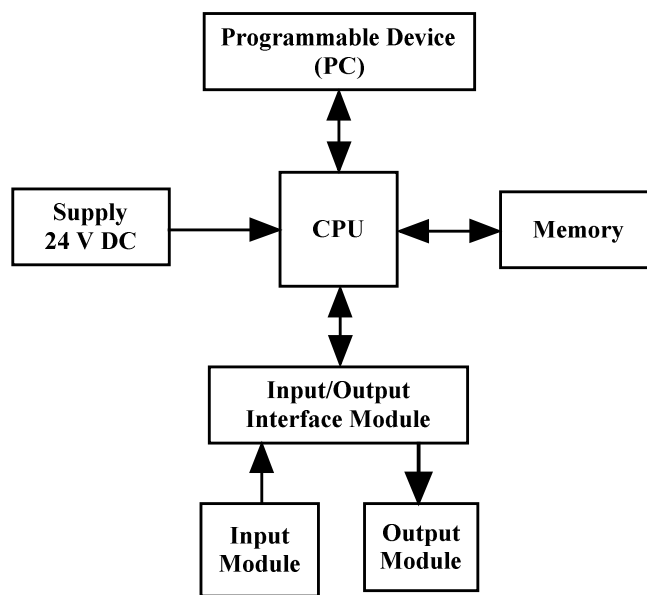 Programmable Device
(PC)
Supply
24 V DC
CPU
Memory
Input/Output
Interface Module
Input
Module
Output
Module